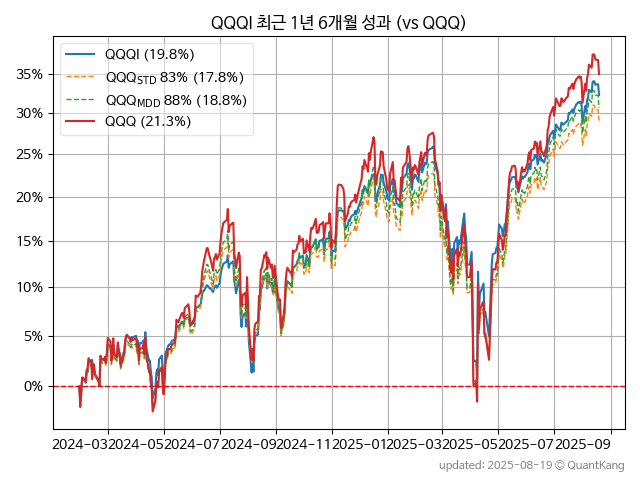 QQQI 최근 1년 6개월 성과 (vs QQQ)
QQQI (19.8%)
QQQSTD 83% (17.8%)
QQQMDD 88% (18.8%)
QQQ (21.3%)
35%
30%
25%
20%
15%
10%
5%
0%
2024-03 2024-05 2024-07 2024-09 2024-11 2025-01 2025-03 2025-05 2025-07 2025-09
updated: 2025-08-19 © QuantKang